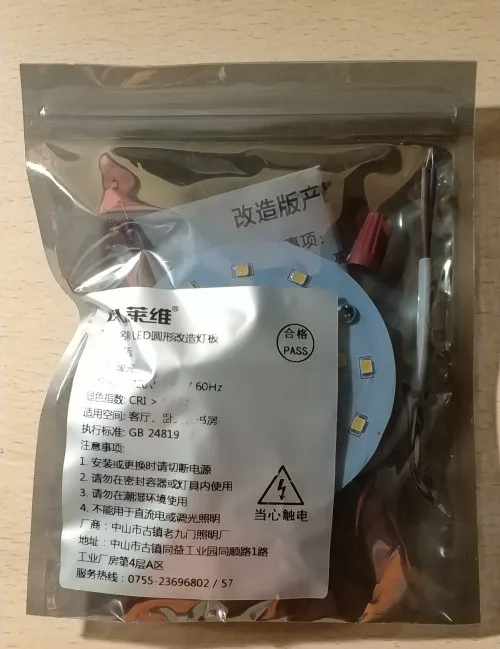 改造版产
事项:
莱维®
LED圆形改造灯板
合格
PASS
/ 60Hz
显色指数: CRI >
适用空间: 客厅、 书房
执行标准: GB 24819
注意事项:
1. 安装或更换时请切断电源
2. 请勿在密封容器或灯具内使用
3. 请勿在潮湿环境使用
4. 不能用于直流电或调光照明
当心触电
厂商: 中山市古镇老九门照明厂
地址: 中山市古镇同益工业园同顺路1路
工业厂房第4层A区
服务热线: 0755-23696802 / 57